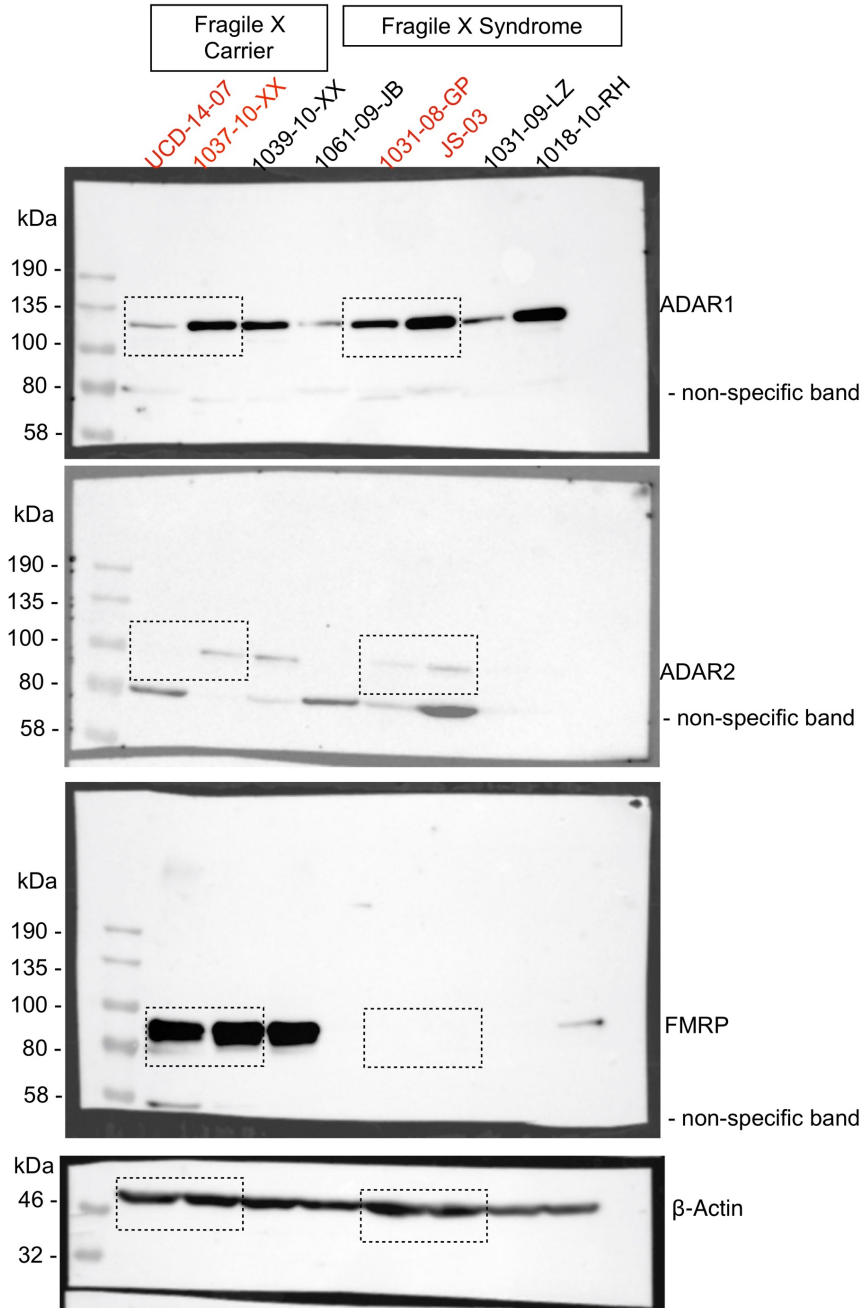 Fragile X
Carrier
Fragile X Syndrome
UCD-14-07
1037-10-XX
1039-10-XX
1061-09-JB
1031-08-GP
JS-03
1031-09-LZ
1018-10-RH
kDa
190 -
135 -
100 -
80 -
58 -
ADAR1
- non-specific band
kDa
190 -
135 -
100 -
80 -
58 -
ADAR2
- non-specific band
kDa
190 -
135 -
100 -
80 -
58 -
FMRP
- non-specific band
kDa
46 -
32 -
β-Actin